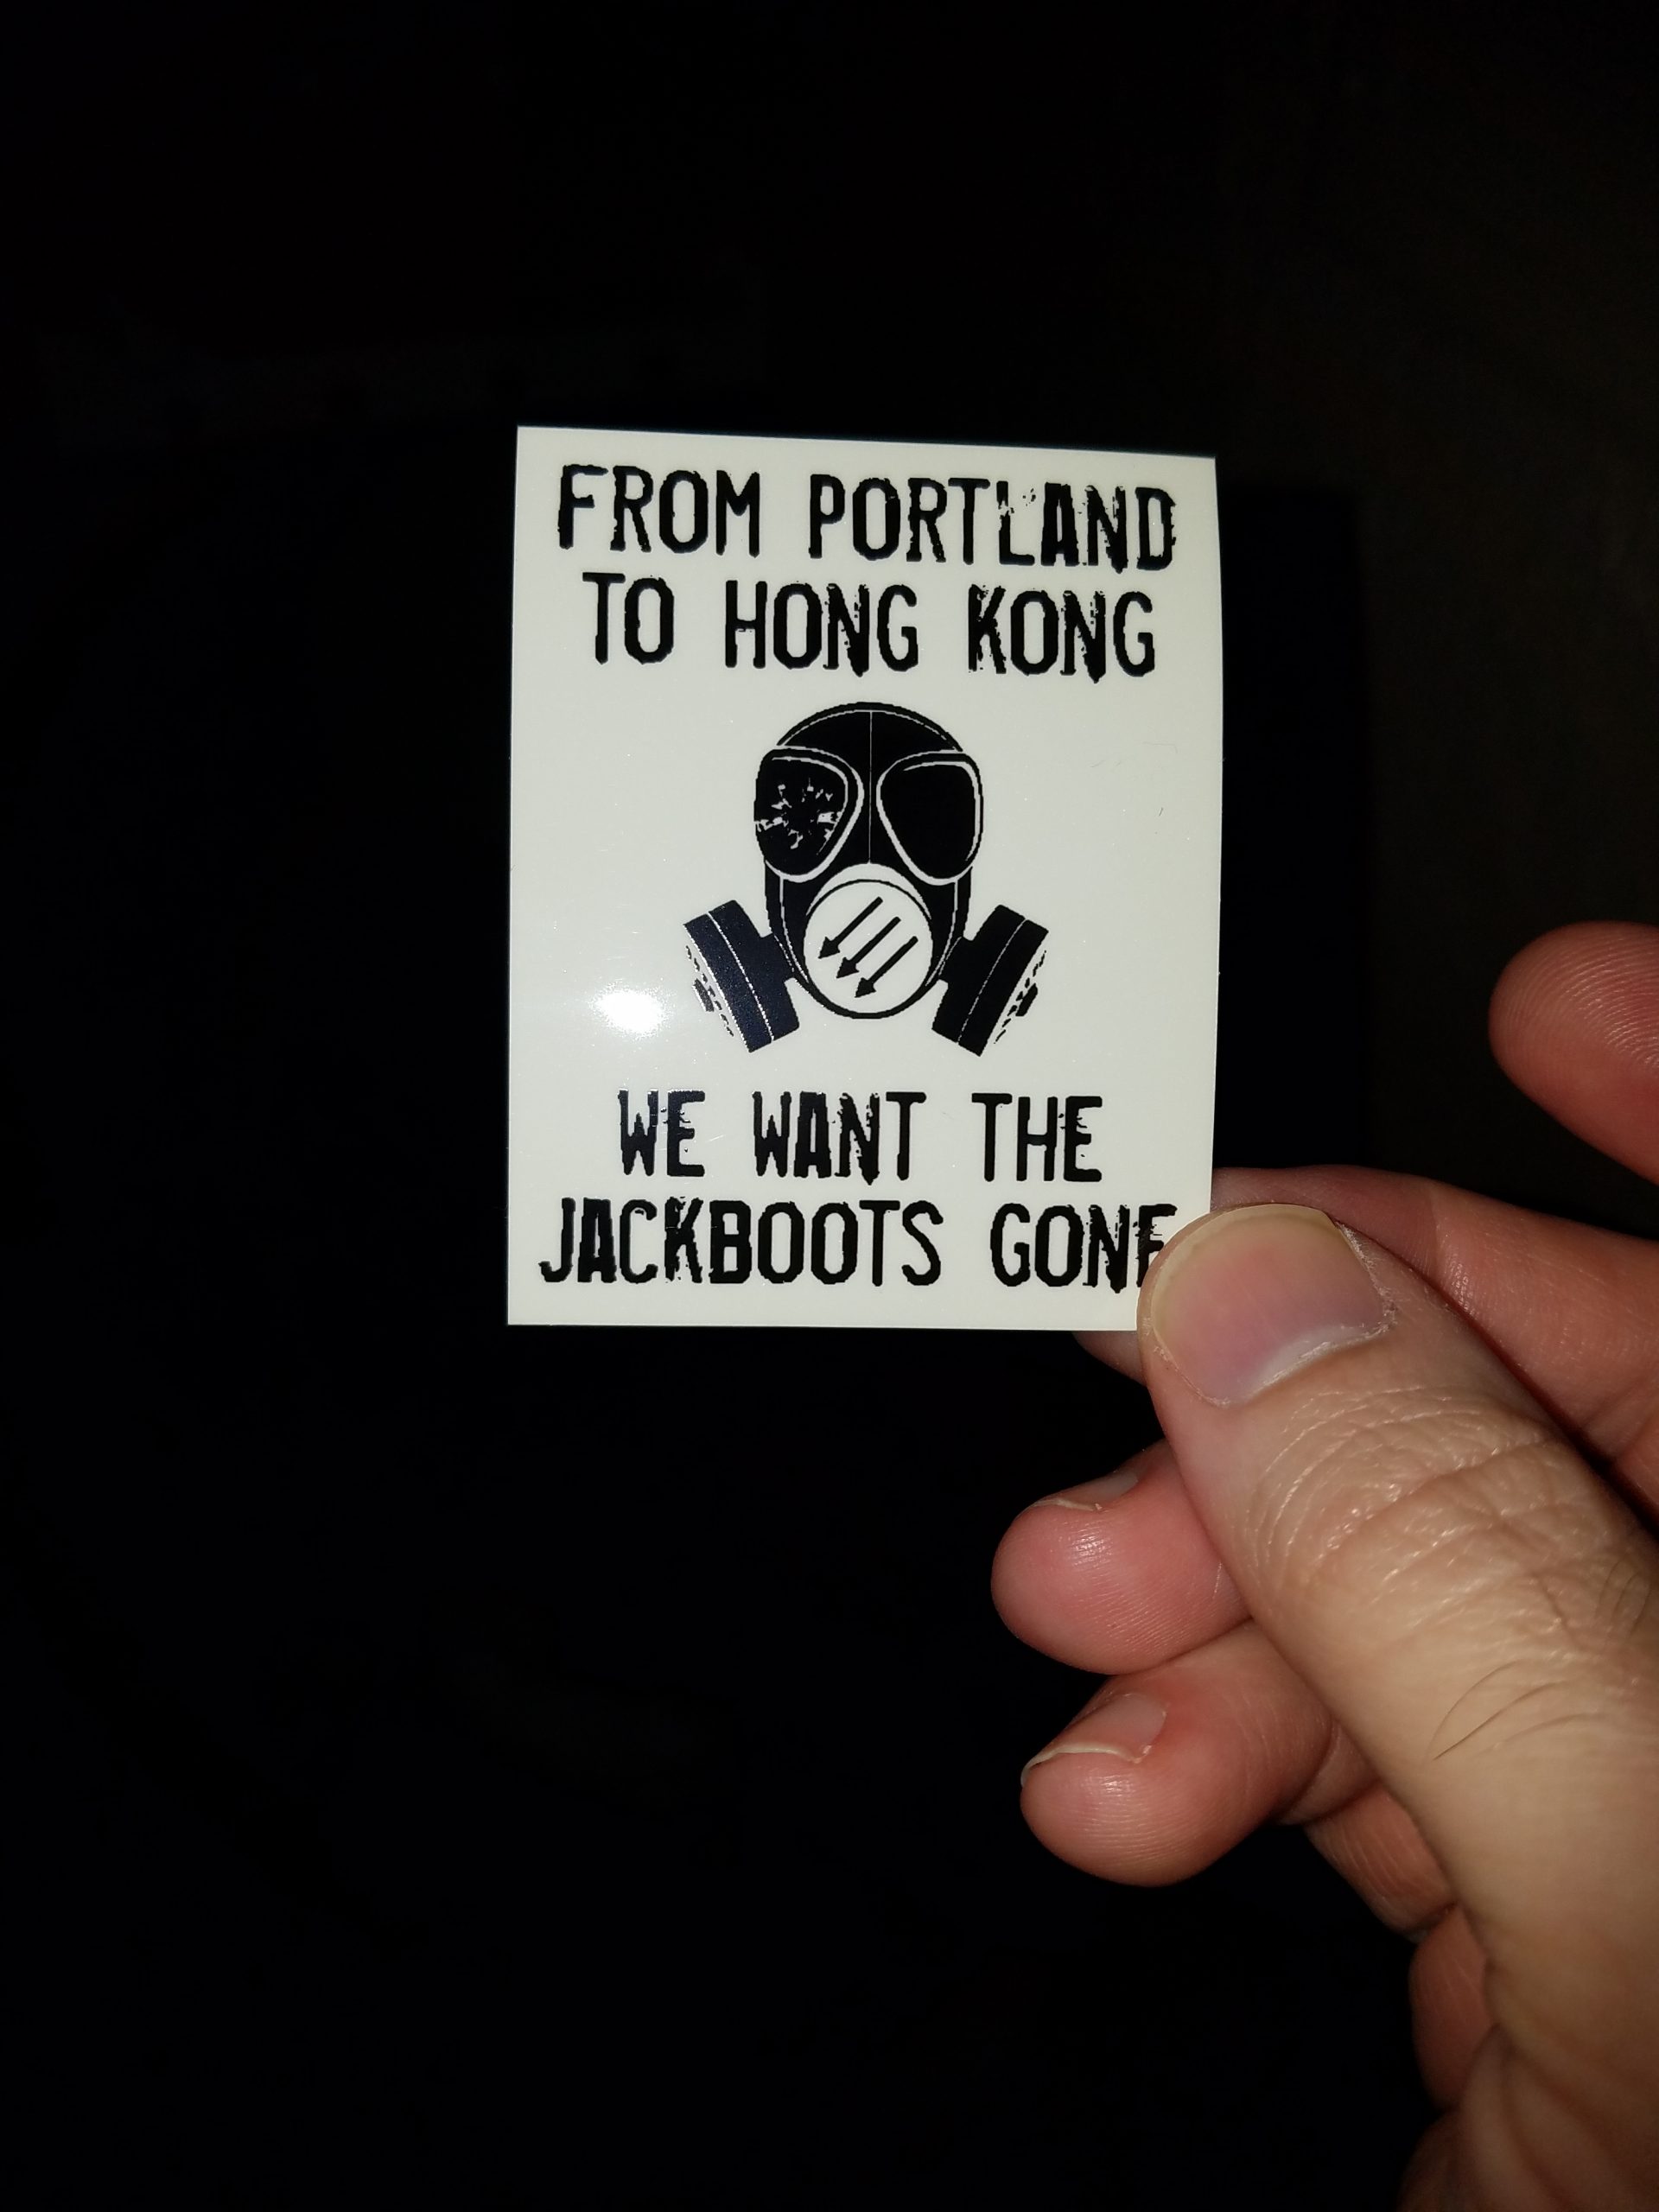 FROM PORTLAND
TO HONG KONG
WE WANT THE
JACKBOOTS GONE